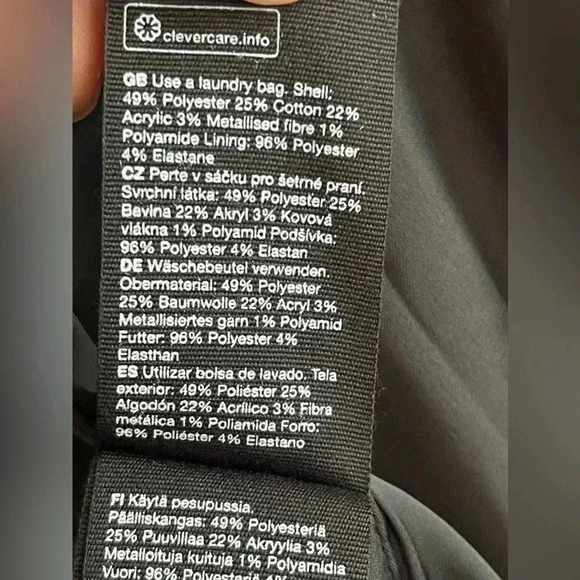 clevercare.info
GB Use a laundry bag. Shell:
49% Polyester 25% Cotton 22%
Acrylic 3% Metallised fibre 1%
Polyamide Lining: 96% Polyester
4% Elastane
CZ Perte v sáčku pro šetrné praní.
Svrchní látka: 49% Polyester 25%
Bavlna 22% Akryl 3% Kovová
vlákna 1% Polyamid Podšívka:
96% Polyester 4% Elastan
DE Wäschebeutel verwenden.
Obermaterial: 49% Polyester
25% Baumwolle 22% Acryl 3%
Metallisiertes garn 1% Polyamid
Futter: 96% Polyester 4%
Elasthan
ES Utilizar bolsa de lavado. Tela
exterior: 49% Poliéster 25%
Algodón 22% Acrílico 3% Fibra
metálica 1% Poliamida Forro:
96% Poliéster 4% Elastano
FI Käytä pesupussia.
Päälliskangas: 49% Polyesteriä
25% Puuvillaa 22% Akryylia 3%
Metalloituja kuituja 1% Polyamidia
Vuori: 96% Polyesteriä 4%